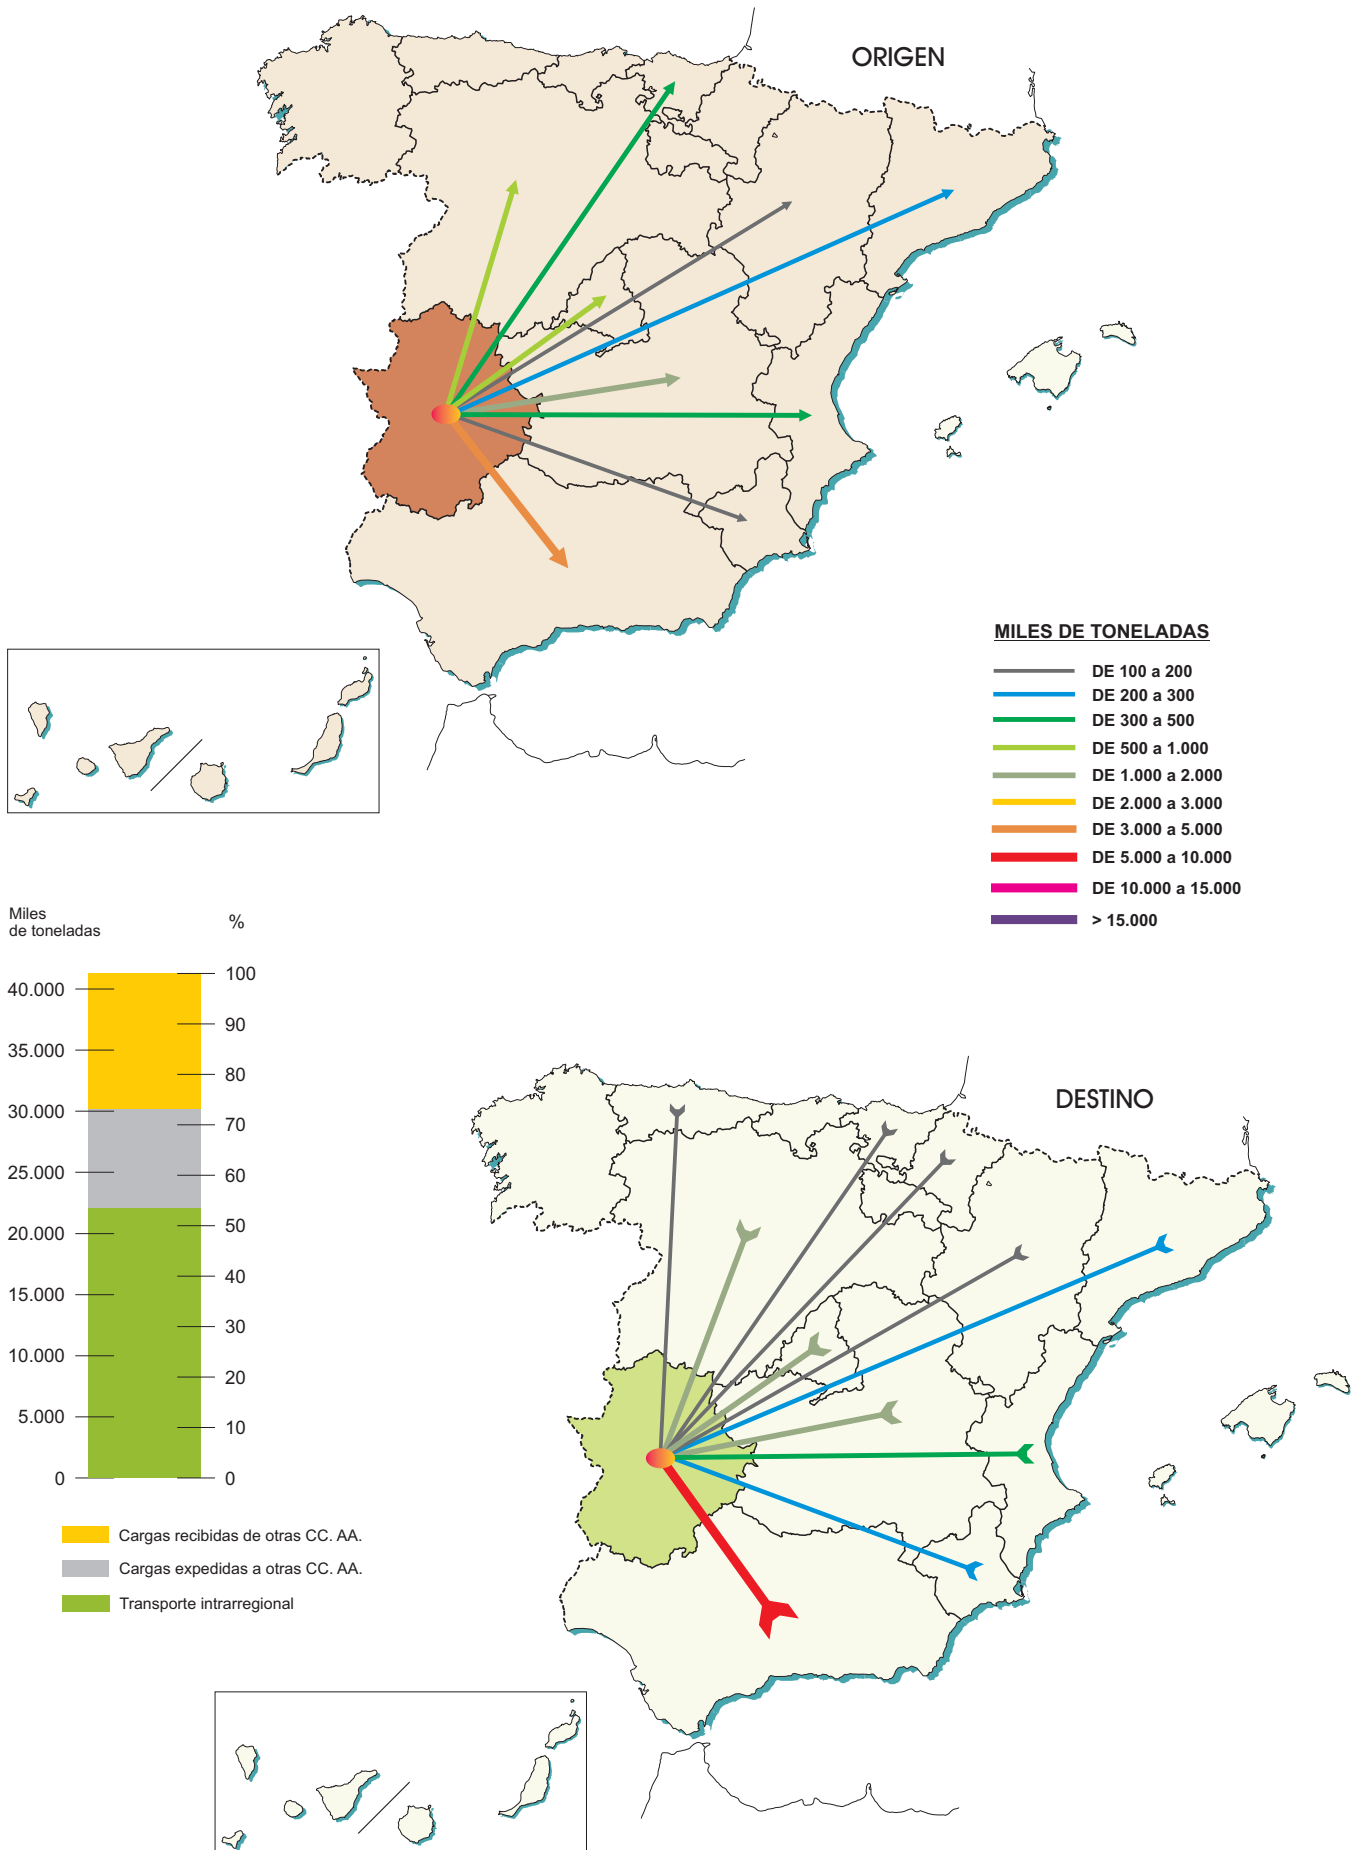 ORIGEN
MILES DE TONELADAS
DE 100 a 200
DE 200 a 300
DE 300 a 500
DE 500 a 1.000
DE 1.000 a 2.000
DE 2.000 a 3.000
DE 3.000 a 5.000
DE 5.000 a 10.000
DE 10.000 a 15.000
> 15.000
Miles
de toneladas
%
40.000
35.000
30.000
25.000
20.000
15.000
10.000
5.000
0
100
90
80
70
60
50
40
30
20
10
0
Cargas recibidas de otras CC. AA.
Cargas expedidas a otras CC. AA.
Transporte intrarregional
DESTINO